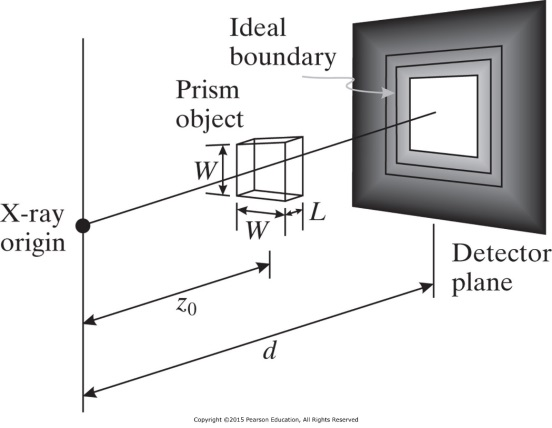 Ideal
boundary
Prism
object
W
W
L
X-ray
origin
Detector
plane
z0
d
Copyright ©2015 Pearson Education, All Rights Reserved